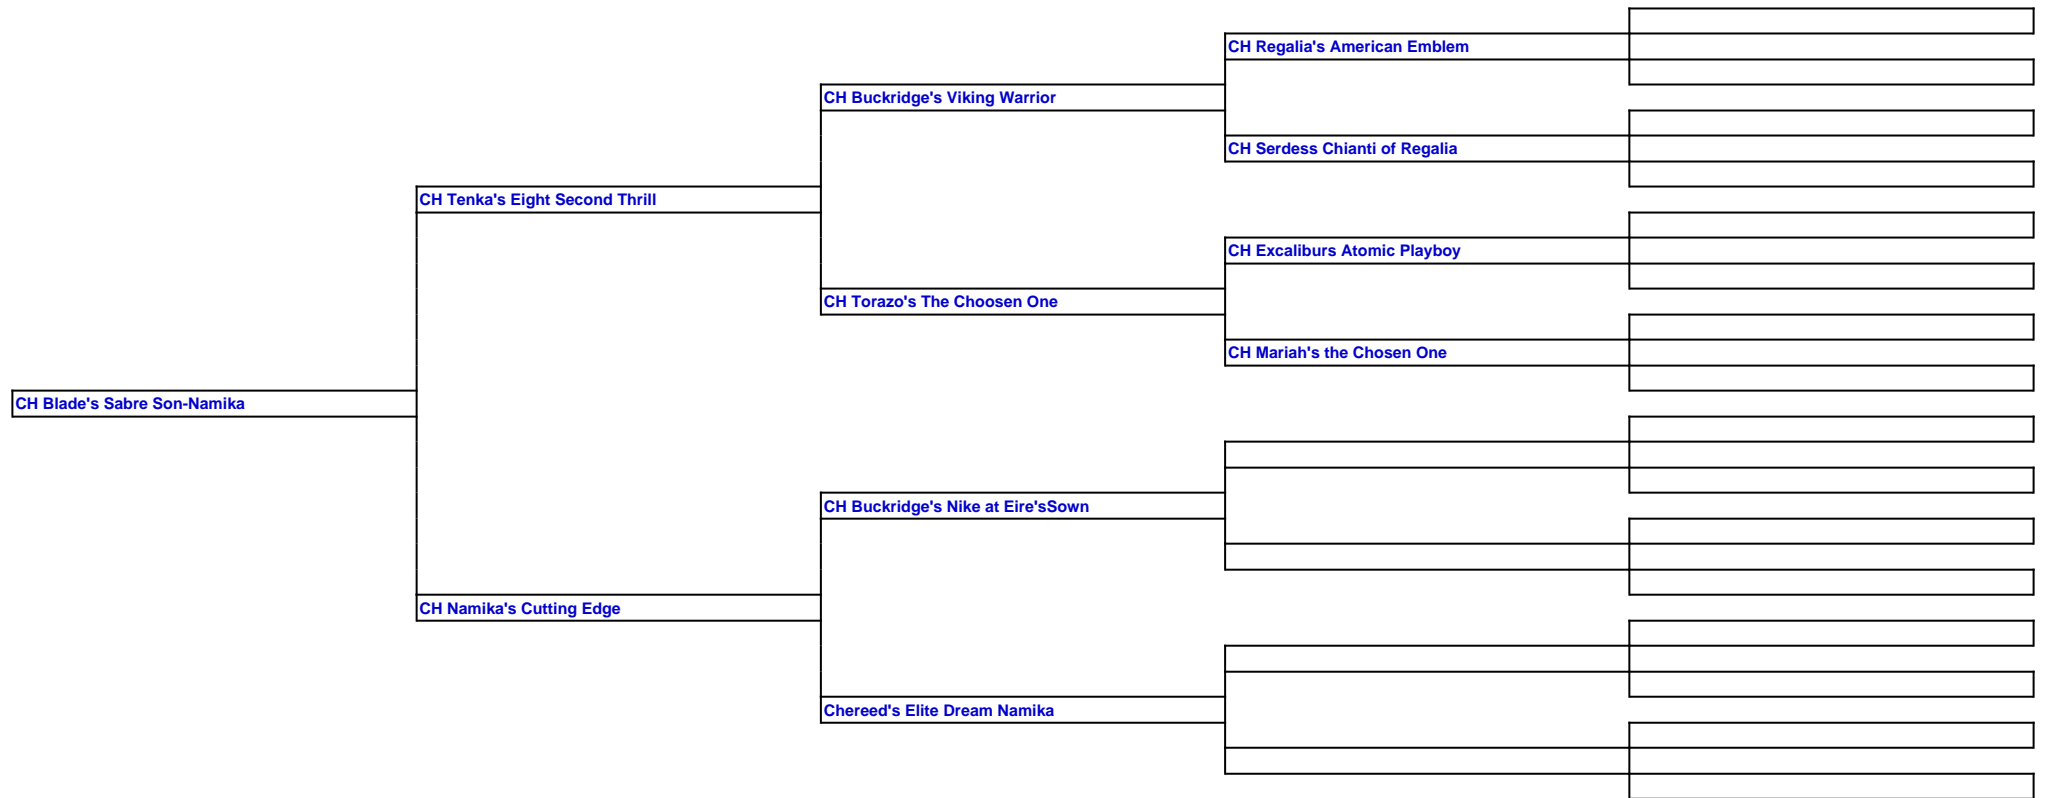 CH Regalia's American Emblem
CH Buckridge's Viking Warrior
CH Serdess Chianti of Regalia
CH Tenka's Eight Second Thrill
CH Excaliburs Atomic Playboy
CH Torazo's The Choosen One
CH Mariah's the Chosen One
CH Blade's Sabre Son-Namika
CH Buckridge's Nike at Eire'sSown
CH Namika's Cutting Edge
Chereed's Elite Dream Namika